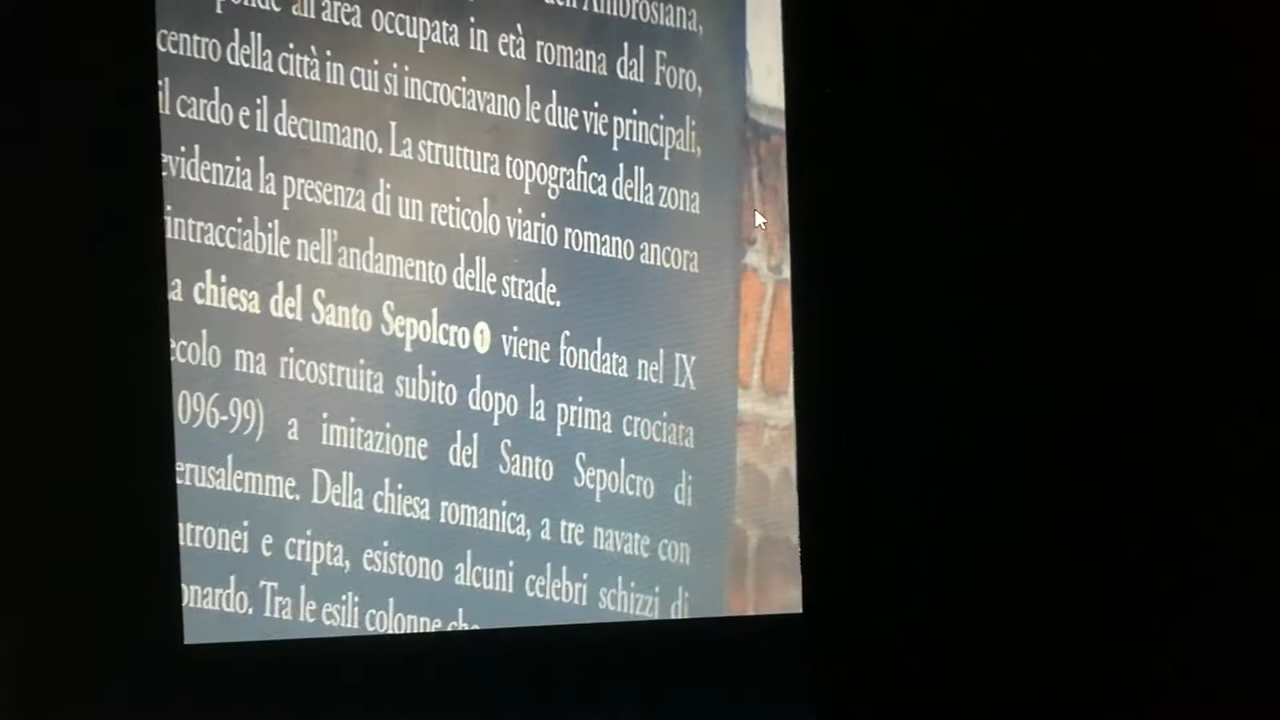 all'area occupata in età romana dal Foro,
centro della città in cui si incrociavano le due vie principali,
il cardo e il decumano. La struttura topografica della zona
evidenzia la presenza di un reticolo viario romano ancora
intracciabile nell'andamento delle strade.
a chiesa del Santo Sepolcro 1 viene fondata nel IX
ecolo ma ricostruita subito dopo la prima crociata
096-99) a imitazione del Santo Sepolcro di
erusalemme. Della chiesa romanica, a tre navate con
tronei e cripta, esistono alcuni celebri schizzi di
onardo. Tra le esili colonne che